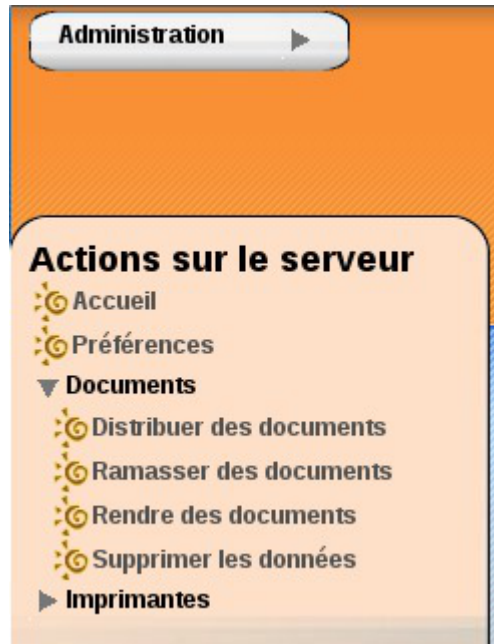 Administration
Actions sur le serveur
Accueil
Préférences
Documents
Distribuer des documents
Ramasser des documents
Rendre des documents
Supprimer les données
Imprimantes